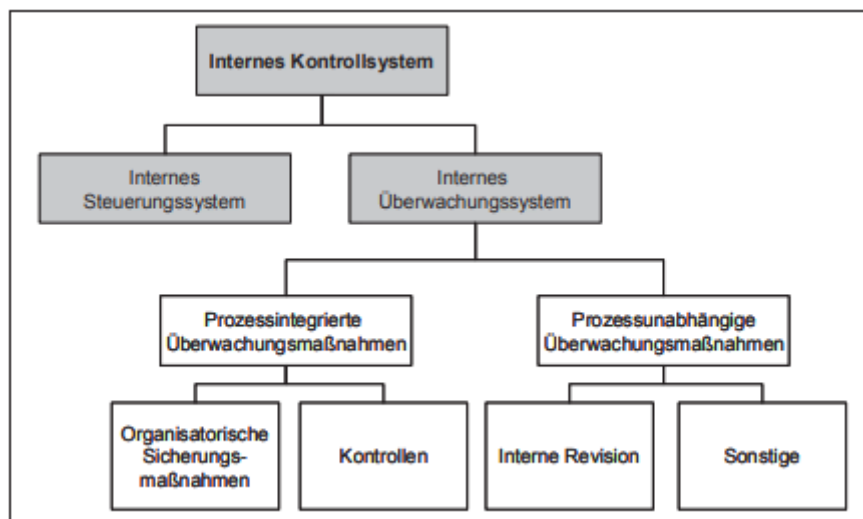 Internes Kontrollsystem
Internes
Steuerungssystem
Internes
Überwachungssystem
Prozessintegrierte
Überwachungsmaßnahmen
Prozessunabhängige
Überwachungsmaßnahmen
Organisatorische
Sicherungs-
maßnahmen
Kontrollen
Interne Revision
Sonstige